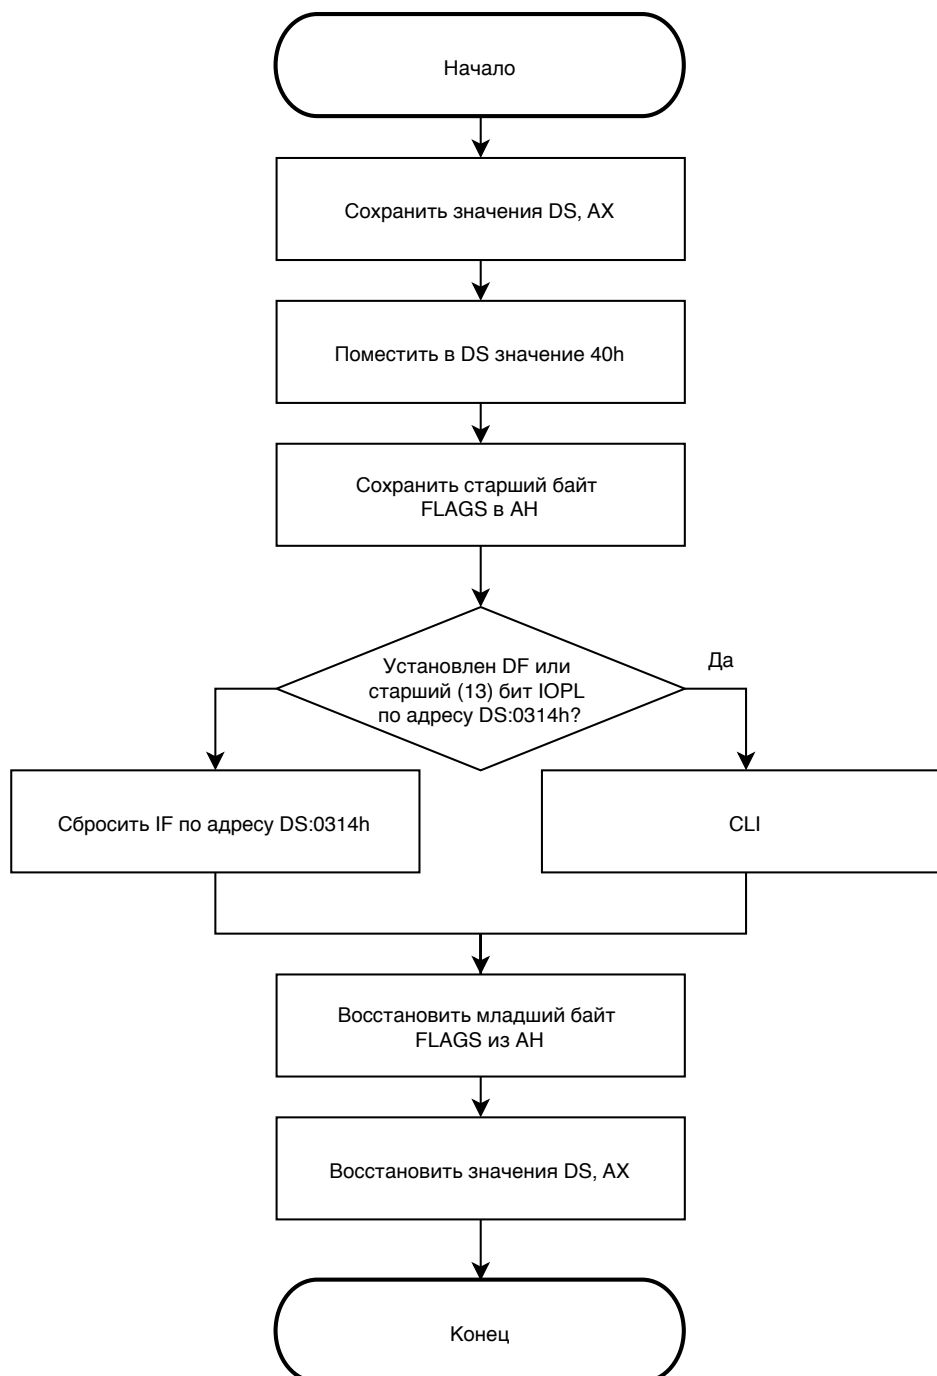 Начало
Сохранить значения DS, AX
Поместить в DS значение 40h
Сохранить старший байт
FLAGS в AH
Установлен DF или
старший (13) бит IOPL
по адресу DS:0314h?
Да
Сбросить IF по адресу DS:0314h
CLI
Восстановить младший байт
FLAGS из AH
Восстановить значения DS, AX
Конец